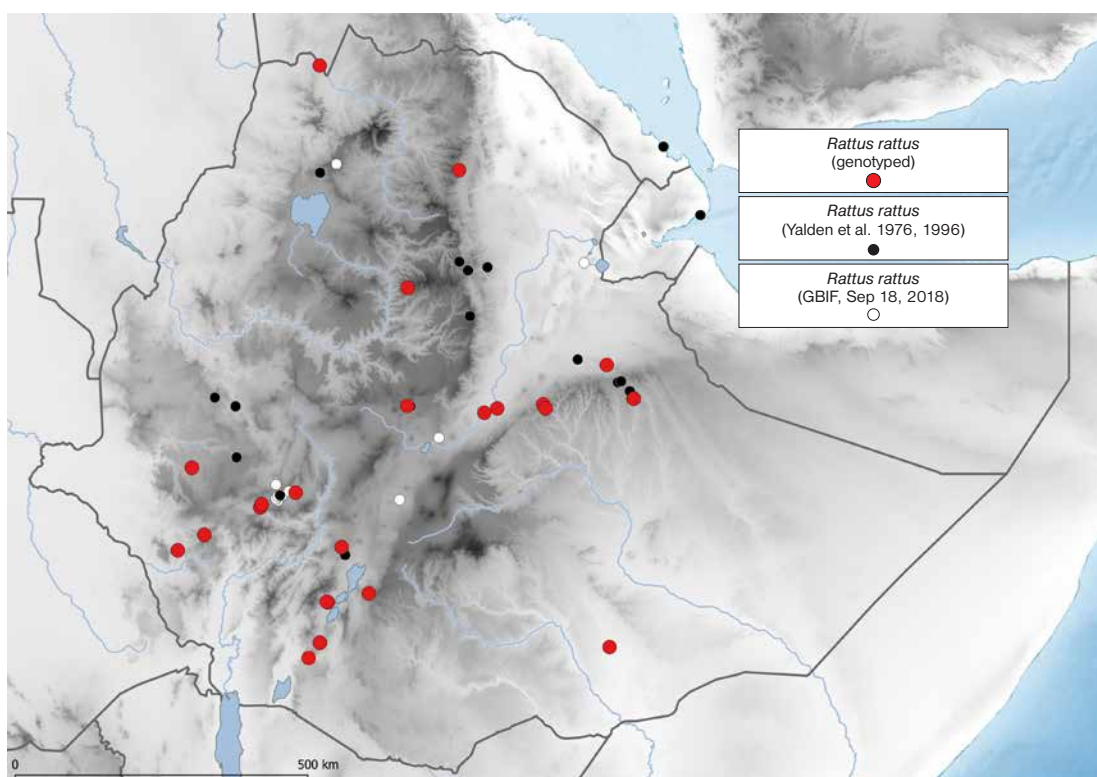 Rattus rattus
(genotyped)
Rattus rattus
(Yalden et al. 1976, 1996)
Rattus rattus
(GBIF, Sep 18, 2018)
0 500 km